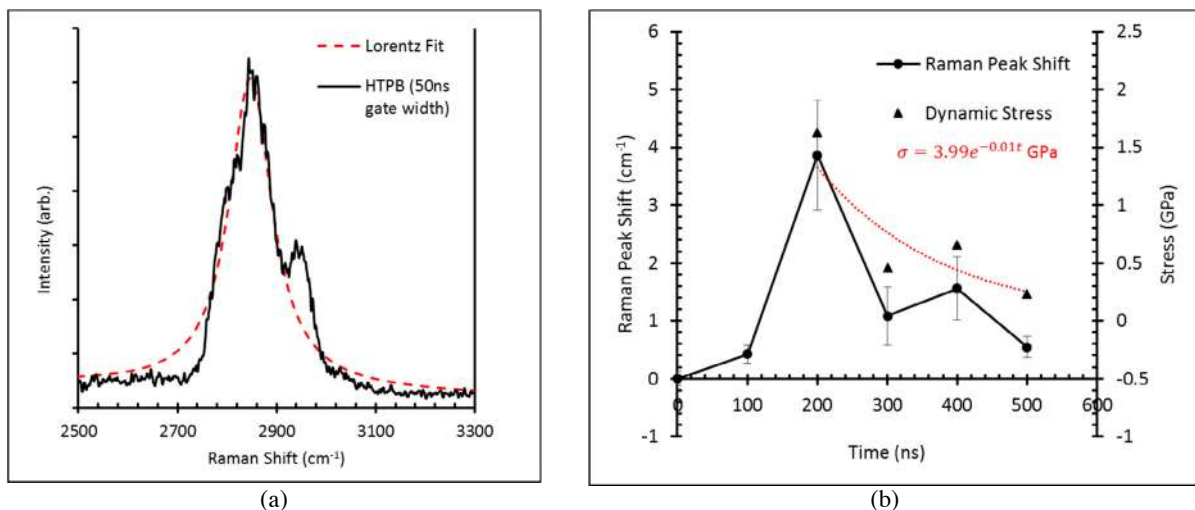 Lorentz Fit
HTPB (50ns
gate width)
Intensity (arb.)
2500 2700 2900 3100 3300
Raman Shift (cm⁻¹)
(a)
6
5
4
3
2
1
0
-1
Raman Peak Shift (cm⁻¹)
Raman Peak Shift
Dynamic Stress
σ = 3.99e⁻⁰·⁰¹ᵗ GPa
2.5
2
1.5
1
0.5
0
-0.5
-1
Stress (GPa)
0 100 200 300 400 500 600
Time (ns)
(b)